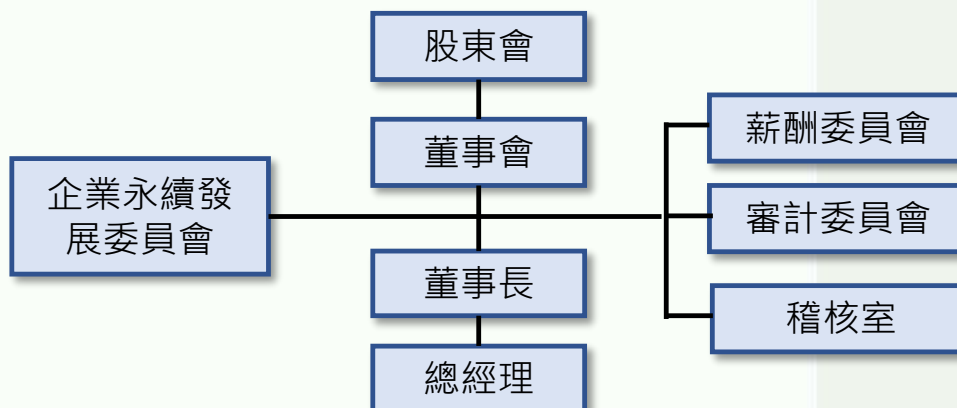 股東會
董事會
企業永續發
展委員會
薪酬委員會
審計委員會
稽核室
董事長
總經理